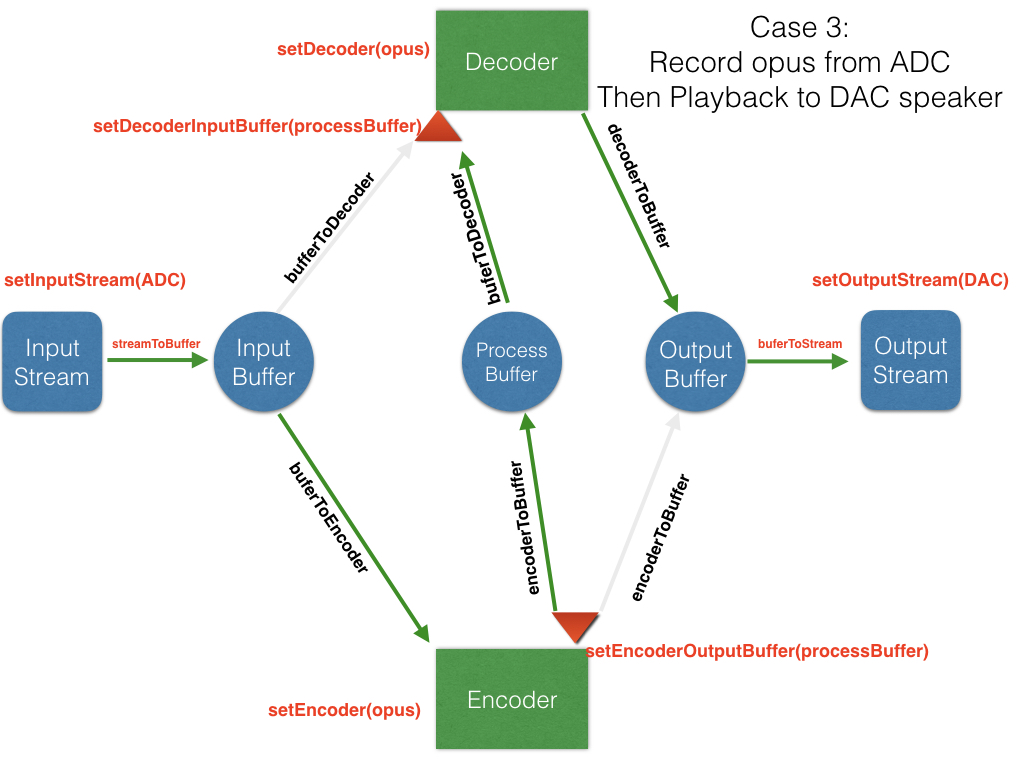 Case 3:
Record opus from ADC
Then Playback to DAC speaker
setDecoder(opus)
Decoder
setDecoderInputBuffer(processBuffer)
bufferToDecoder
buferToDecoder
decoderToBuffer
setInputStream(ADC)
setOutputStream(DAC)
Input
Stream
streamToBuffer
Input
Buffer
Process
Buffer
Output
Buffer
buferToStream
Output
Stream
buferToEncoder
encoderToBuffer
encoderToBuffer
setEncoderOutputBuffer(processBuffer)
setEncoder(opus)
Encoder